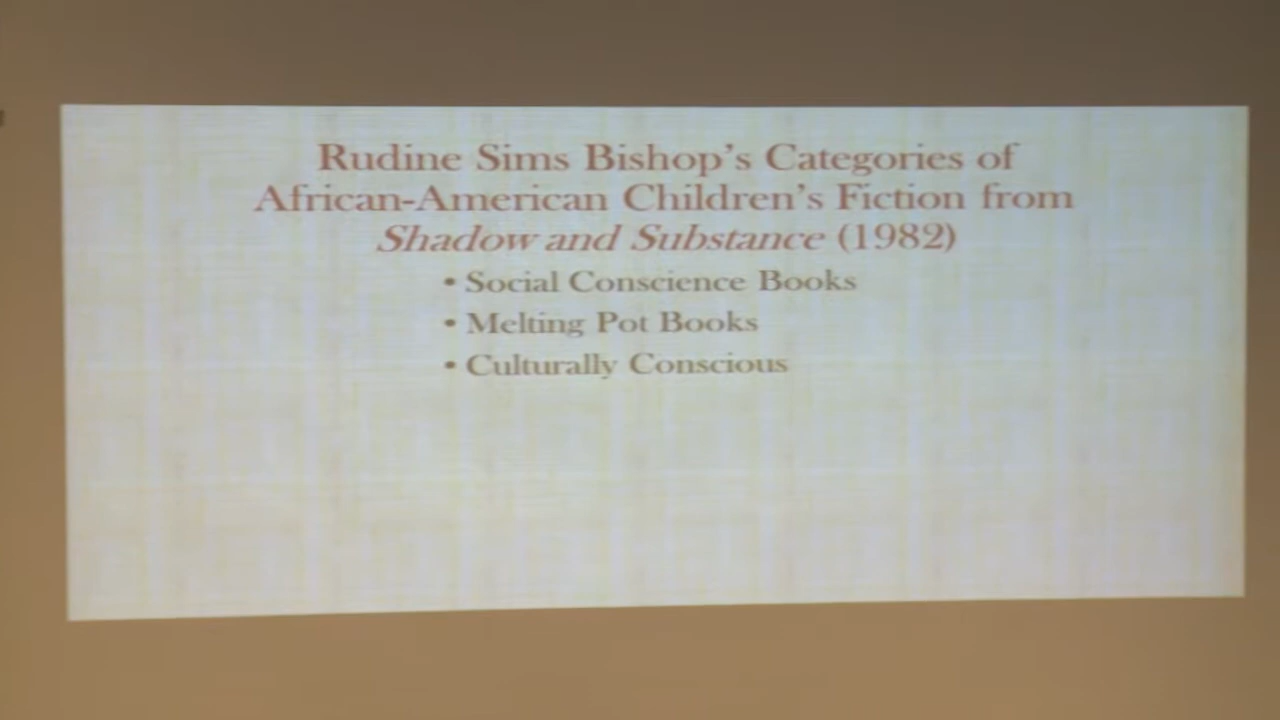 Rudine Sims Bishop's Categories of
African-American Children's Fiction from
Shadow and Substance (1982)
• Social Conscience Books
• Melting Pot Books
• Culturally Conscious